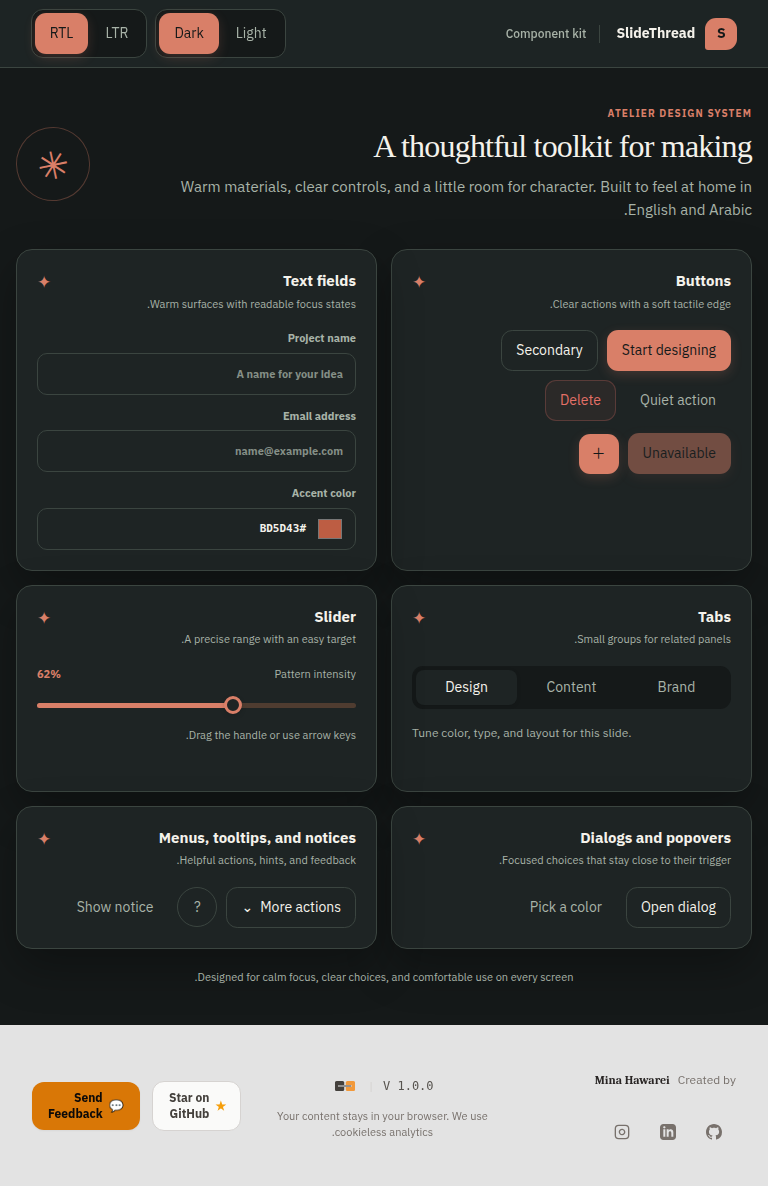 S
SlideThread
Component kit
Light
Dark
LTR
RTL
ATELIER DESIGN SYSTEM
A thoughtful toolkit for making
Warm materials, clear controls, and a little room for character. Built to feel at home in
.English and Arabic
Buttons
.Clear actions with a soft tactile edge
Start designing
Secondary
Quiet action
Delete
Unavailable
+
Text fields
.Warm surfaces with readable focus states
Project name
A name for your idea
Email address
name@example.com
Accent color
BD5D43#
Tabs
.Small groups for related panels
Brand
Content
Design
Tune color, type, and layout for this slide.
Slider
.A precise range with an easy target
Pattern intensity
62%
.Drag the handle or use arrow keys
Dialogs and popovers
.Focused choices that stay close to their trigger
Open dialog
Pick a color
Menus, tooltips, and notices
.Helpful actions, hints, and feedback
More actions
?
Show notice
.Designed for calm focus, clear choices, and comfortable use on every screen
Mina Hawarei Created by
V 1.0.0
Your content stays in your browser. We use
.cookieless analytics
Star on
GitHub
Send
Feedback